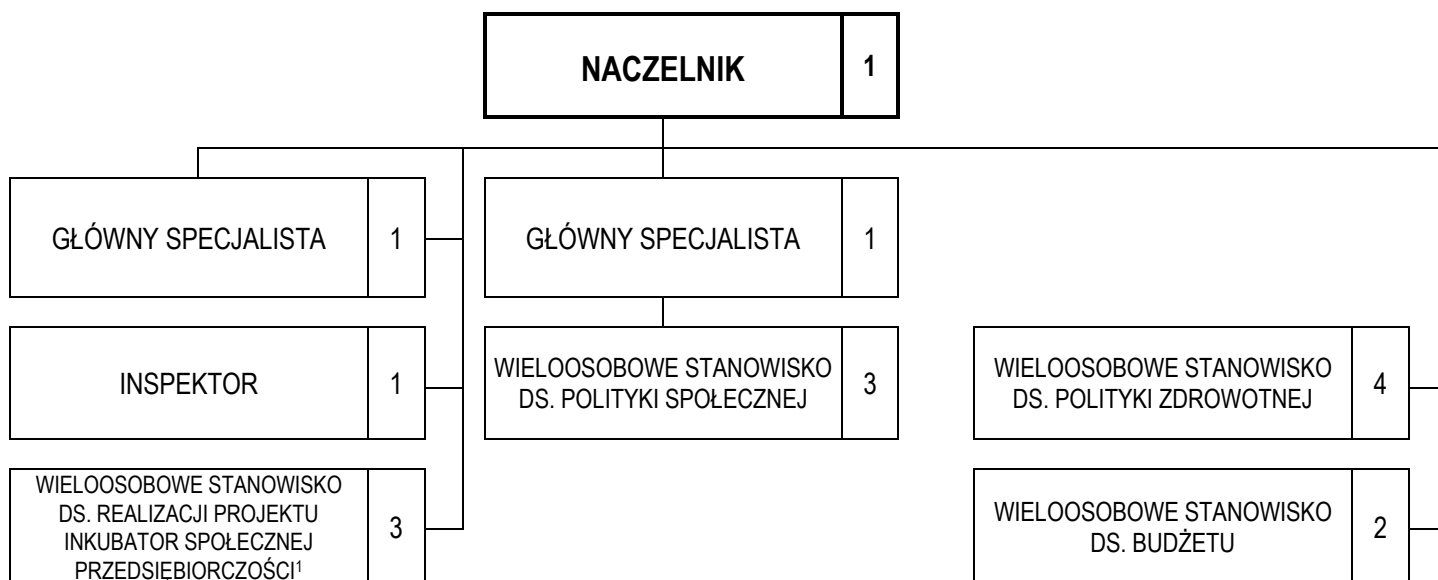 NACZELNIK 1
GŁÓWNY SPECJALISTA 1
GŁÓWNY SPECJALISTA 1
INSPEKTOR 1
WIELOOSOBOWE STANOWISKO
DS. POLITYKI SPOŁECZNEJ 3
WIELOOSOBOWE STANOWISKO
DS. POLITYKI ZDROWOTNEJ 4
WIELOOSOBOWE STANOWISKO
DS. REALIZACJI PROJEKTU
INKUBATOR SPOŁECZNEJ
PRZEDSIĘBIORCZOŚCI¹ 3
WIELOOSOBOWE STANOWISKO
DS. BUDŻETU 2